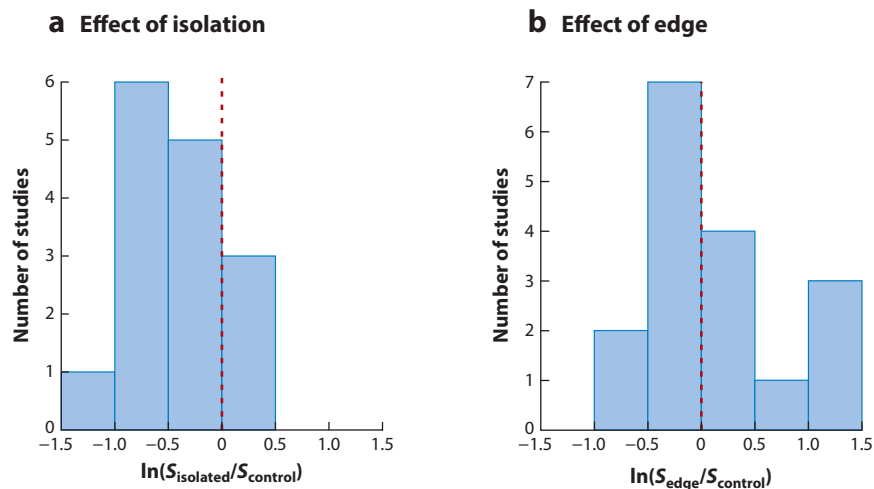 a Effect of isolation
Number of studies
6
5
4
3
2
1
0
−1.5 −1.0 −0.5 0 0.5 1.0 1.5
ln(Sisolated/Scontrol)
b Effect of edge
Number of studies
7
6
5
4
3
2
1
0
−1.5 −1.0 −0.5 0 0.5 1.0 1.5
ln(Sedge/Scontrol)